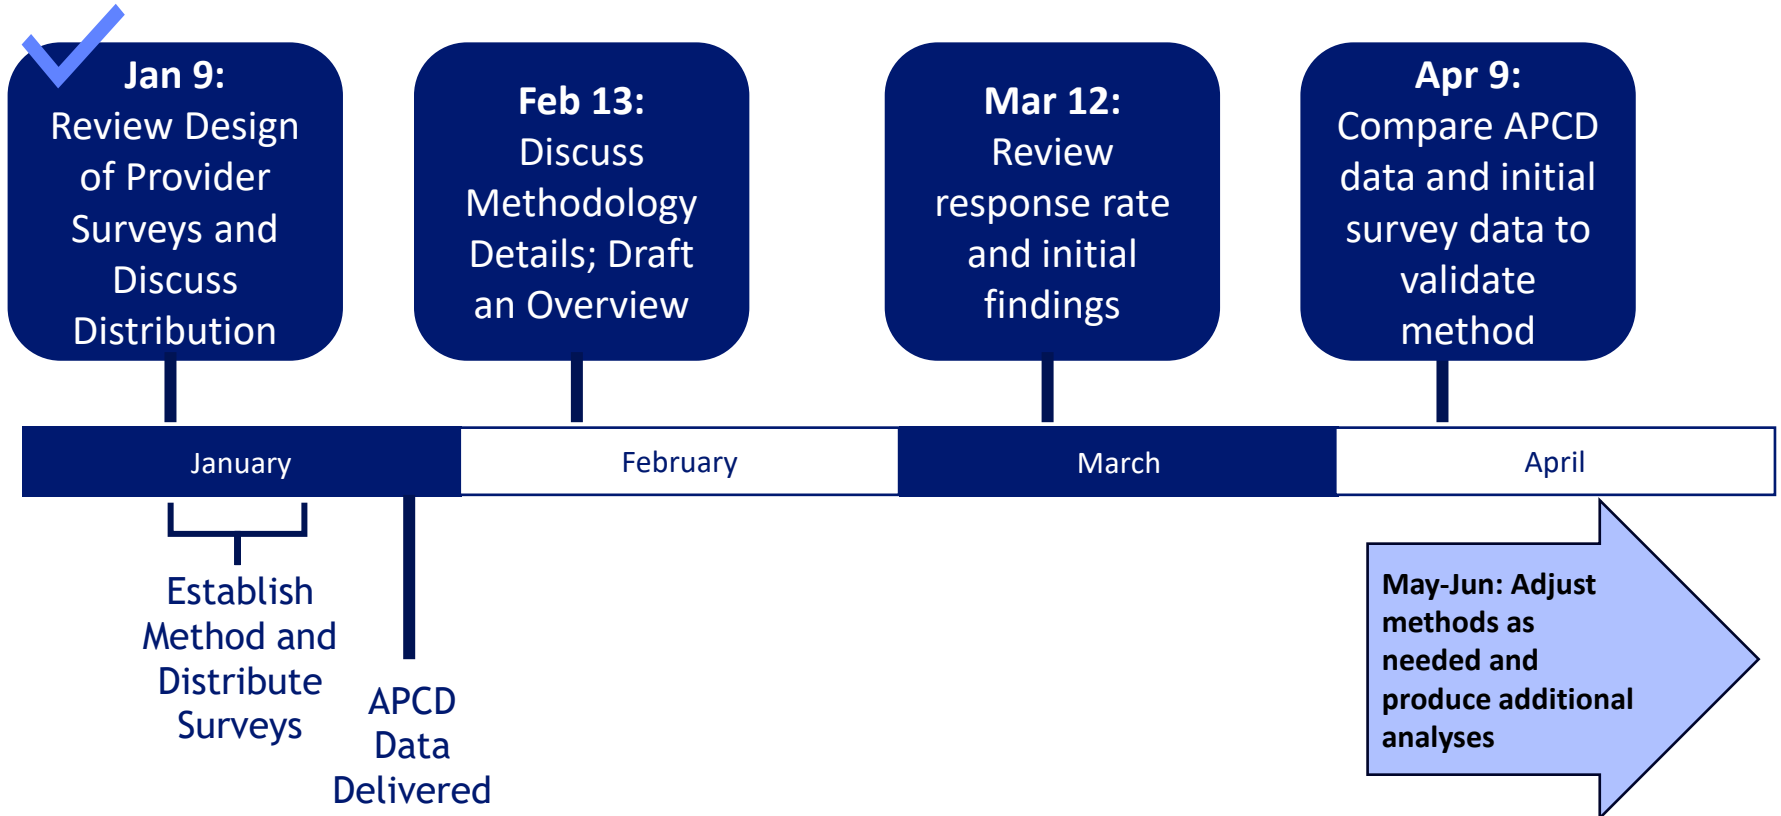 Jan 9:
Review Design
of Provider
Surveys and
Discuss
Distribution
Feb 13:
Discuss
Methodology
Details; Draft
an Overview
Mar 12:
Review
response rate
and initial
findings
Apr 9:
Compare APCD
data and initial
survey data to
validate
method
January
February
March
April
Establish
Method and
Distribute
Surveys
APCD
Data
Delivered
May-Jun: Adjust
methods as
needed and
produce additional
analyses